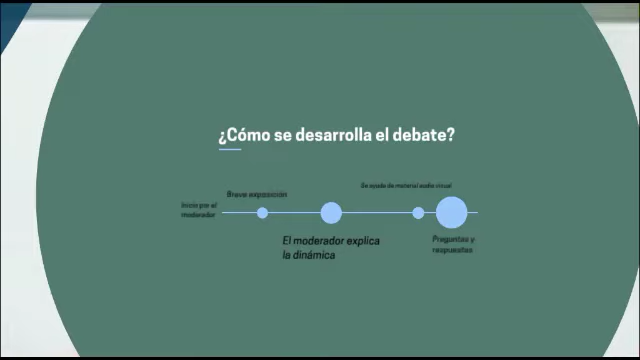 ¿Cómo se desarrolla el debate?
Inicio por el
moderador
Breve exposición
El moderador explica
la dinámica
Se ayuda de material audio visual
Preguntas y
respuestas